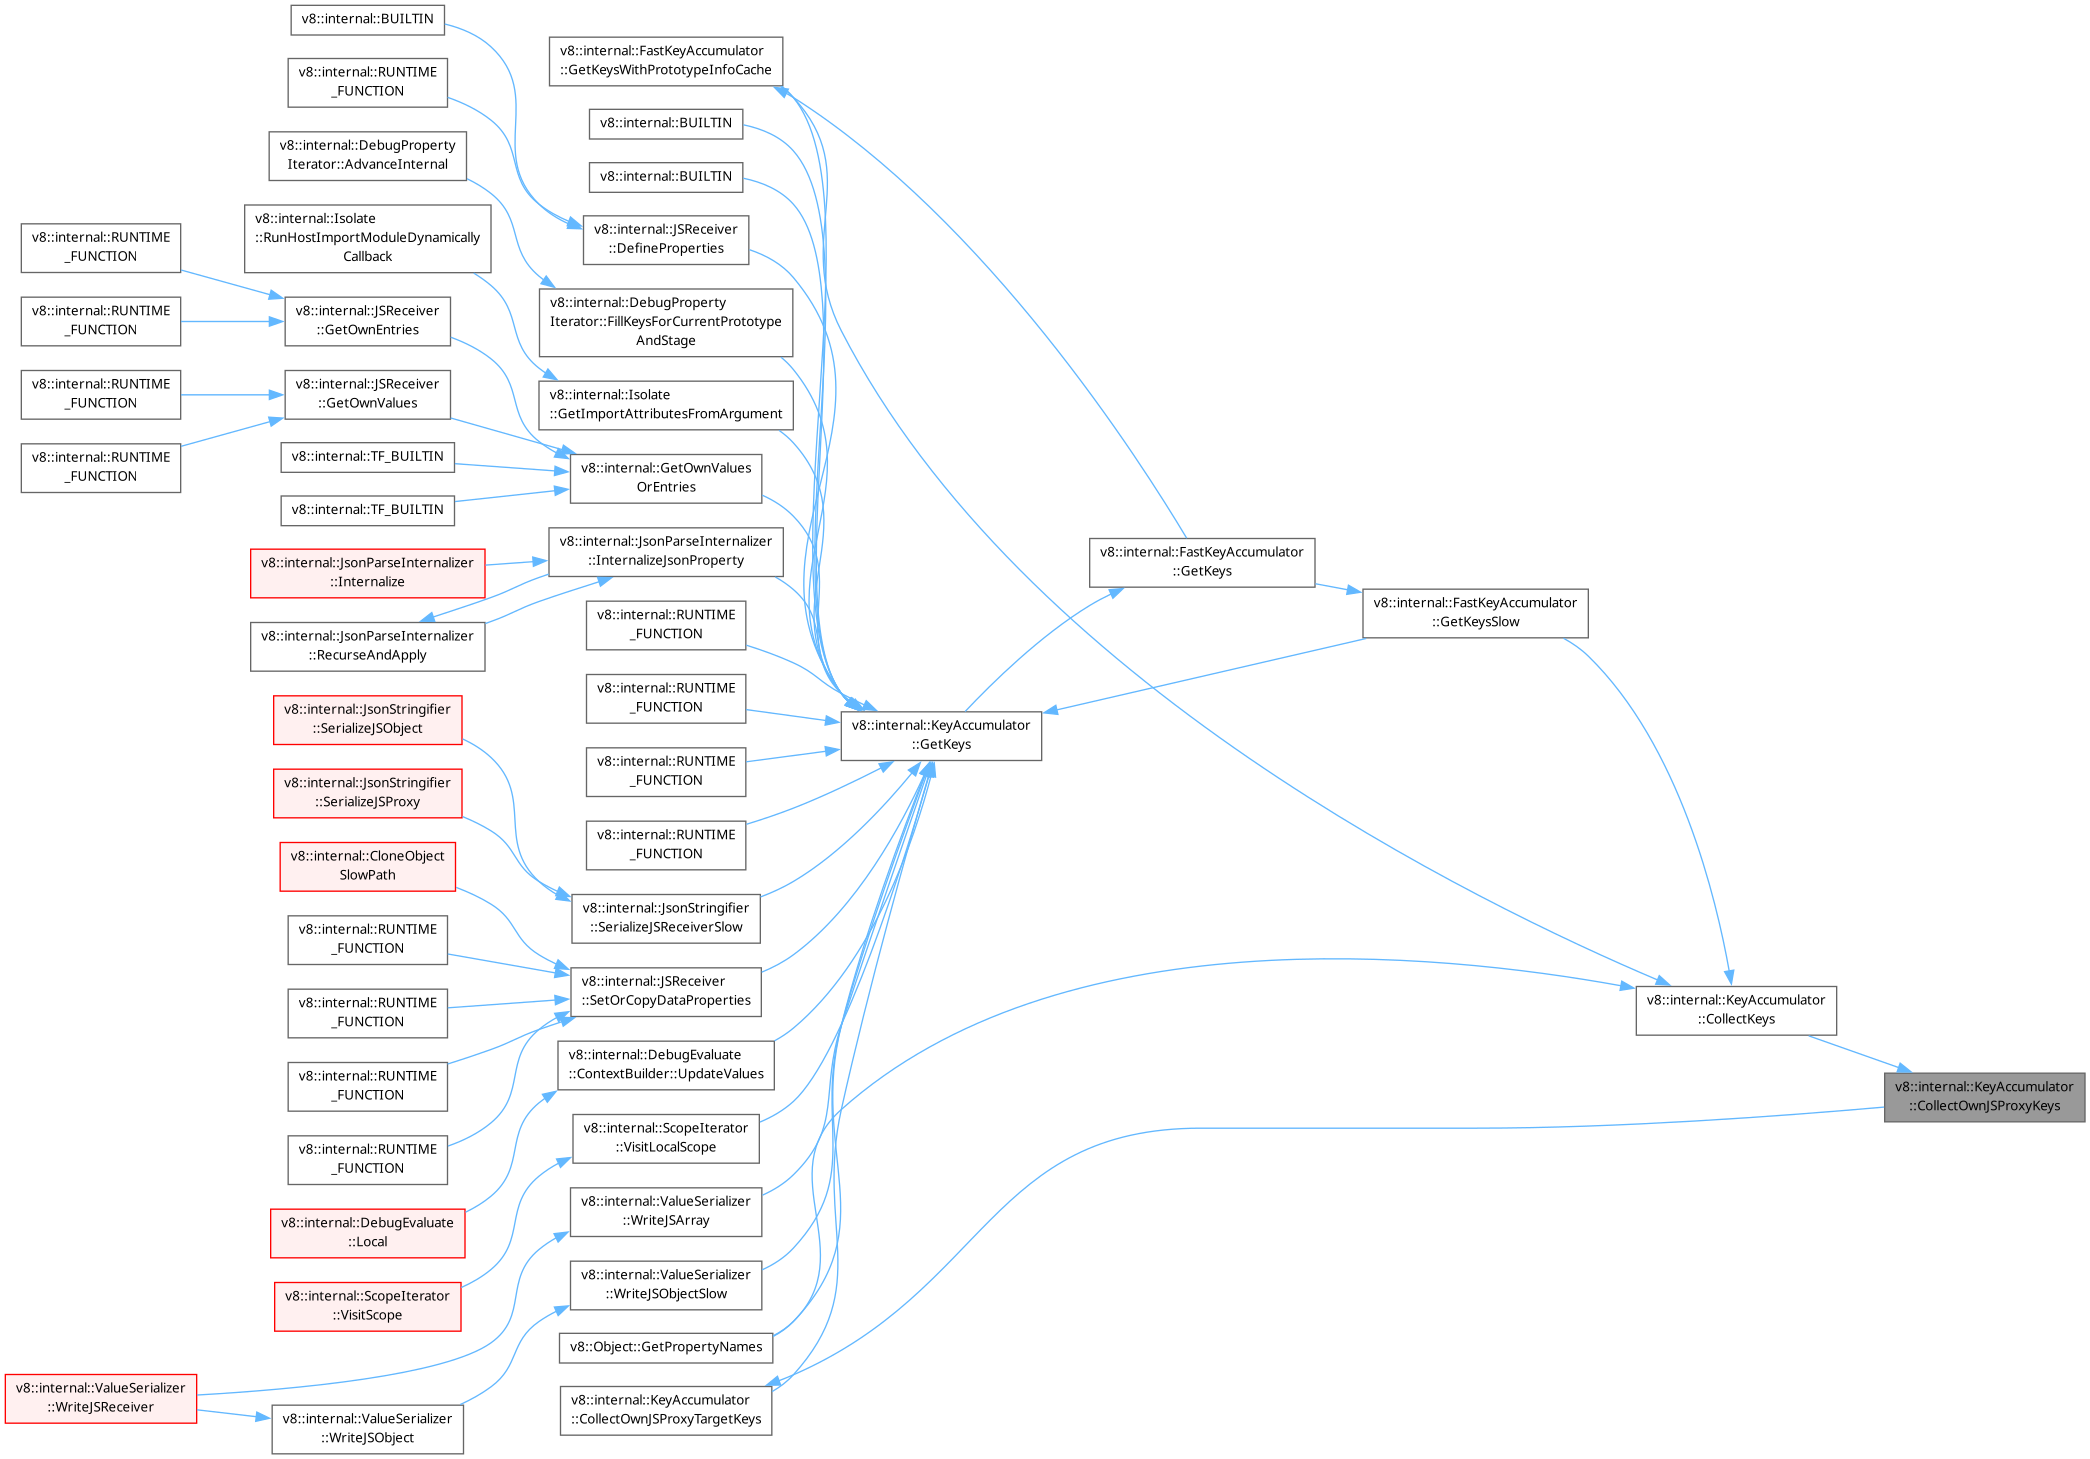 v8::internal::BUILTIN
v8::internal::RUNTIME
_FUNCTION
v8::internal::DebugProperty
Iterator::AdvanceInternal
v8::internal::Isolate
::RunHostImportModuleDynamically
Callback
v8::internal::RUNTIME
_FUNCTION
v8::internal::RUNTIME
_FUNCTION
v8::internal::RUNTIME
_FUNCTION
v8::internal::RUNTIME
_FUNCTION
v8::internal::JSReceiver
::GetOwnEntries
v8::internal::JSReceiver
::GetOwnValues
v8::internal::TF_BUILTIN
v8::internal::TF_BUILTIN
v8::internal::JsonParseInternalizer
::Internalize
v8::internal::JsonParseInternalizer
::RecurseAndApply
v8::internal::JsonStringifier
::SerializeJSObject
v8::internal::JsonStringifier
::SerializeJSProxy
v8::internal::CloneObject
SlowPath
v8::internal::RUNTIME
_FUNCTION
v8::internal::RUNTIME
_FUNCTION
v8::internal::RUNTIME
_FUNCTION
v8::internal::RUNTIME
_FUNCTION
v8::internal::DebugEvaluate
::Local
v8::internal::ScopeIterator
::VisitScope
v8::internal::ValueSerializer
::WriteJSReceiver
v8::internal::ValueSerializer
::WriteJSObject
v8::internal::FastKeyAccumulator
::GetKeysWithPrototypeInfoCache
v8::internal::BUILTIN
v8::internal::BUILTIN
v8::internal::JSReceiver
::DefineProperties
v8::internal::DebugProperty
Iterator::FillKeysForCurrentPrototype
AndStage
v8::internal::Isolate
::GetImportAttributesFromArgument
v8::internal::GetOwnValues
OrEntries
v8::internal::JsonParseInternalizer
::InternalizeJsonProperty
v8::internal::RUNTIME
_FUNCTION
v8::internal::RUNTIME
_FUNCTION
v8::internal::RUNTIME
_FUNCTION
v8::internal::RUNTIME
_FUNCTION
v8::internal::JsonStringifier
::SerializeJSReceiverSlow
v8::internal::JSReceiver
::SetOrCopyDataProperties
v8::internal::DebugEvaluate
::ContextBuilder::UpdateValues
v8::internal::ScopeIterator
::VisitLocalScope
v8::internal::ValueSerializer
::WriteJSArray
v8::internal::ValueSerializer
::WriteJSObjectSlow
v8::Object::GetPropertyNames
v8::internal::KeyAccumulator
::CollectOwnJSProxyTargetKeys
v8::internal::KeyAccumulator
::GetKeys
v8::internal::FastKeyAccumulator
::GetKeys
v8::internal::FastKeyAccumulator
::GetKeysSlow
v8::internal::KeyAccumulator
::CollectKeys
v8::internal::KeyAccumulator
::CollectOwnJSProxyKeys